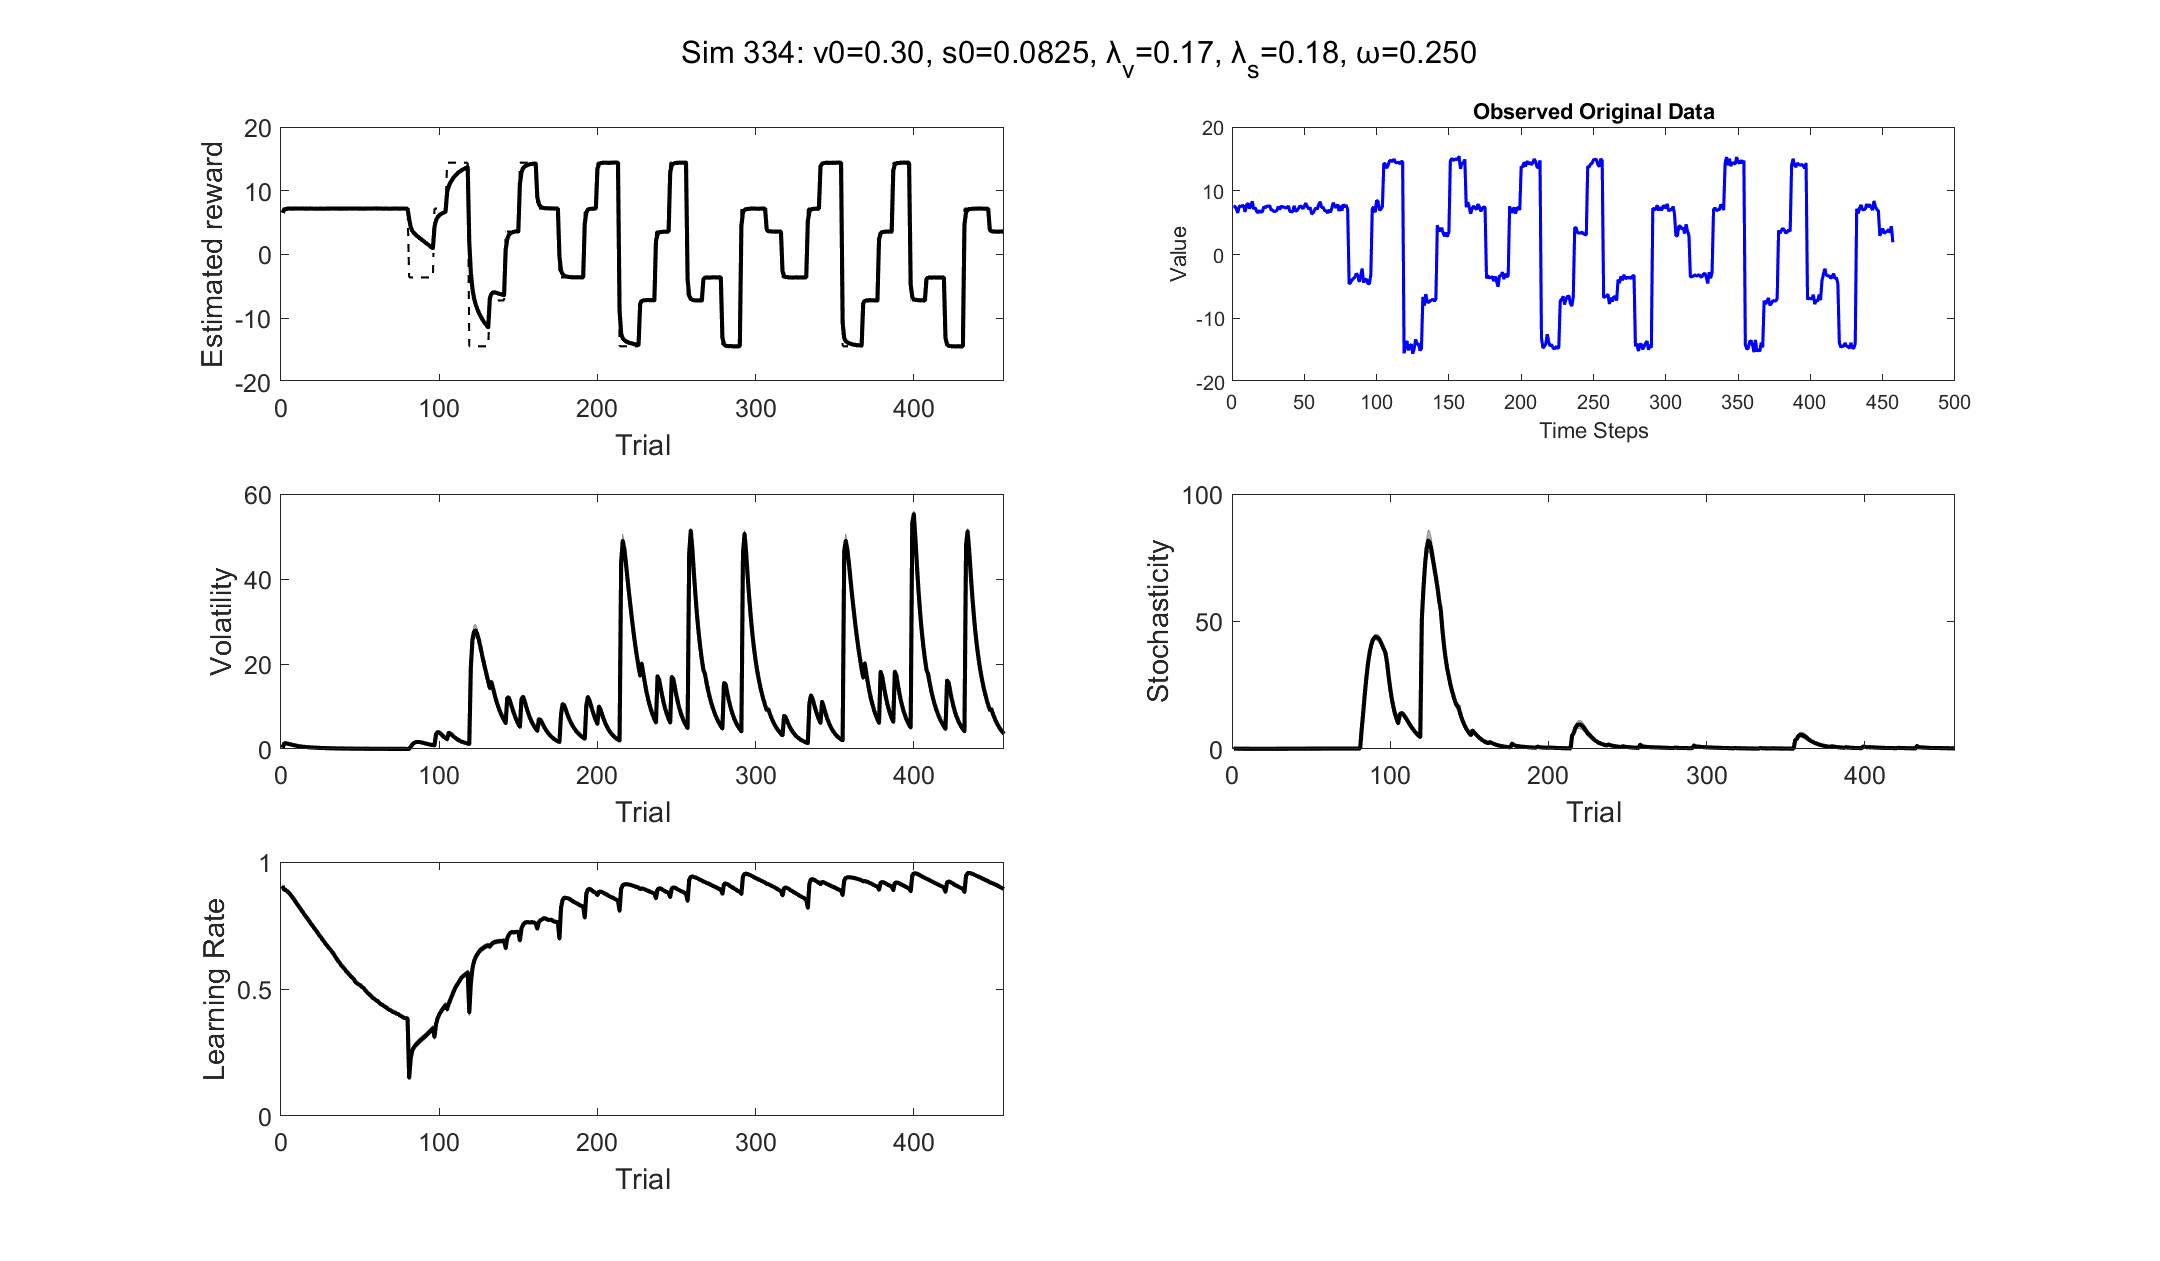 Sim 334: v0=0.30, s0=0.0825, λv=0.17, λs=0.18, ω=0.250
Estimated reward
20
10
0
-10
-20
0 100 200 300 400
Trial
Observed Original Data
Value
20
10
0
-10
-20
0 50 100 150 200 250 300 350 400 450 500
Time Steps
Volatility
60
40
20
0
0 100 200 300 400
Trial
Stochasticity
100
50
0
0 100 200 300 400
Trial
Learning Rate
1
0.5
0
0 100 200 300 400
Trial